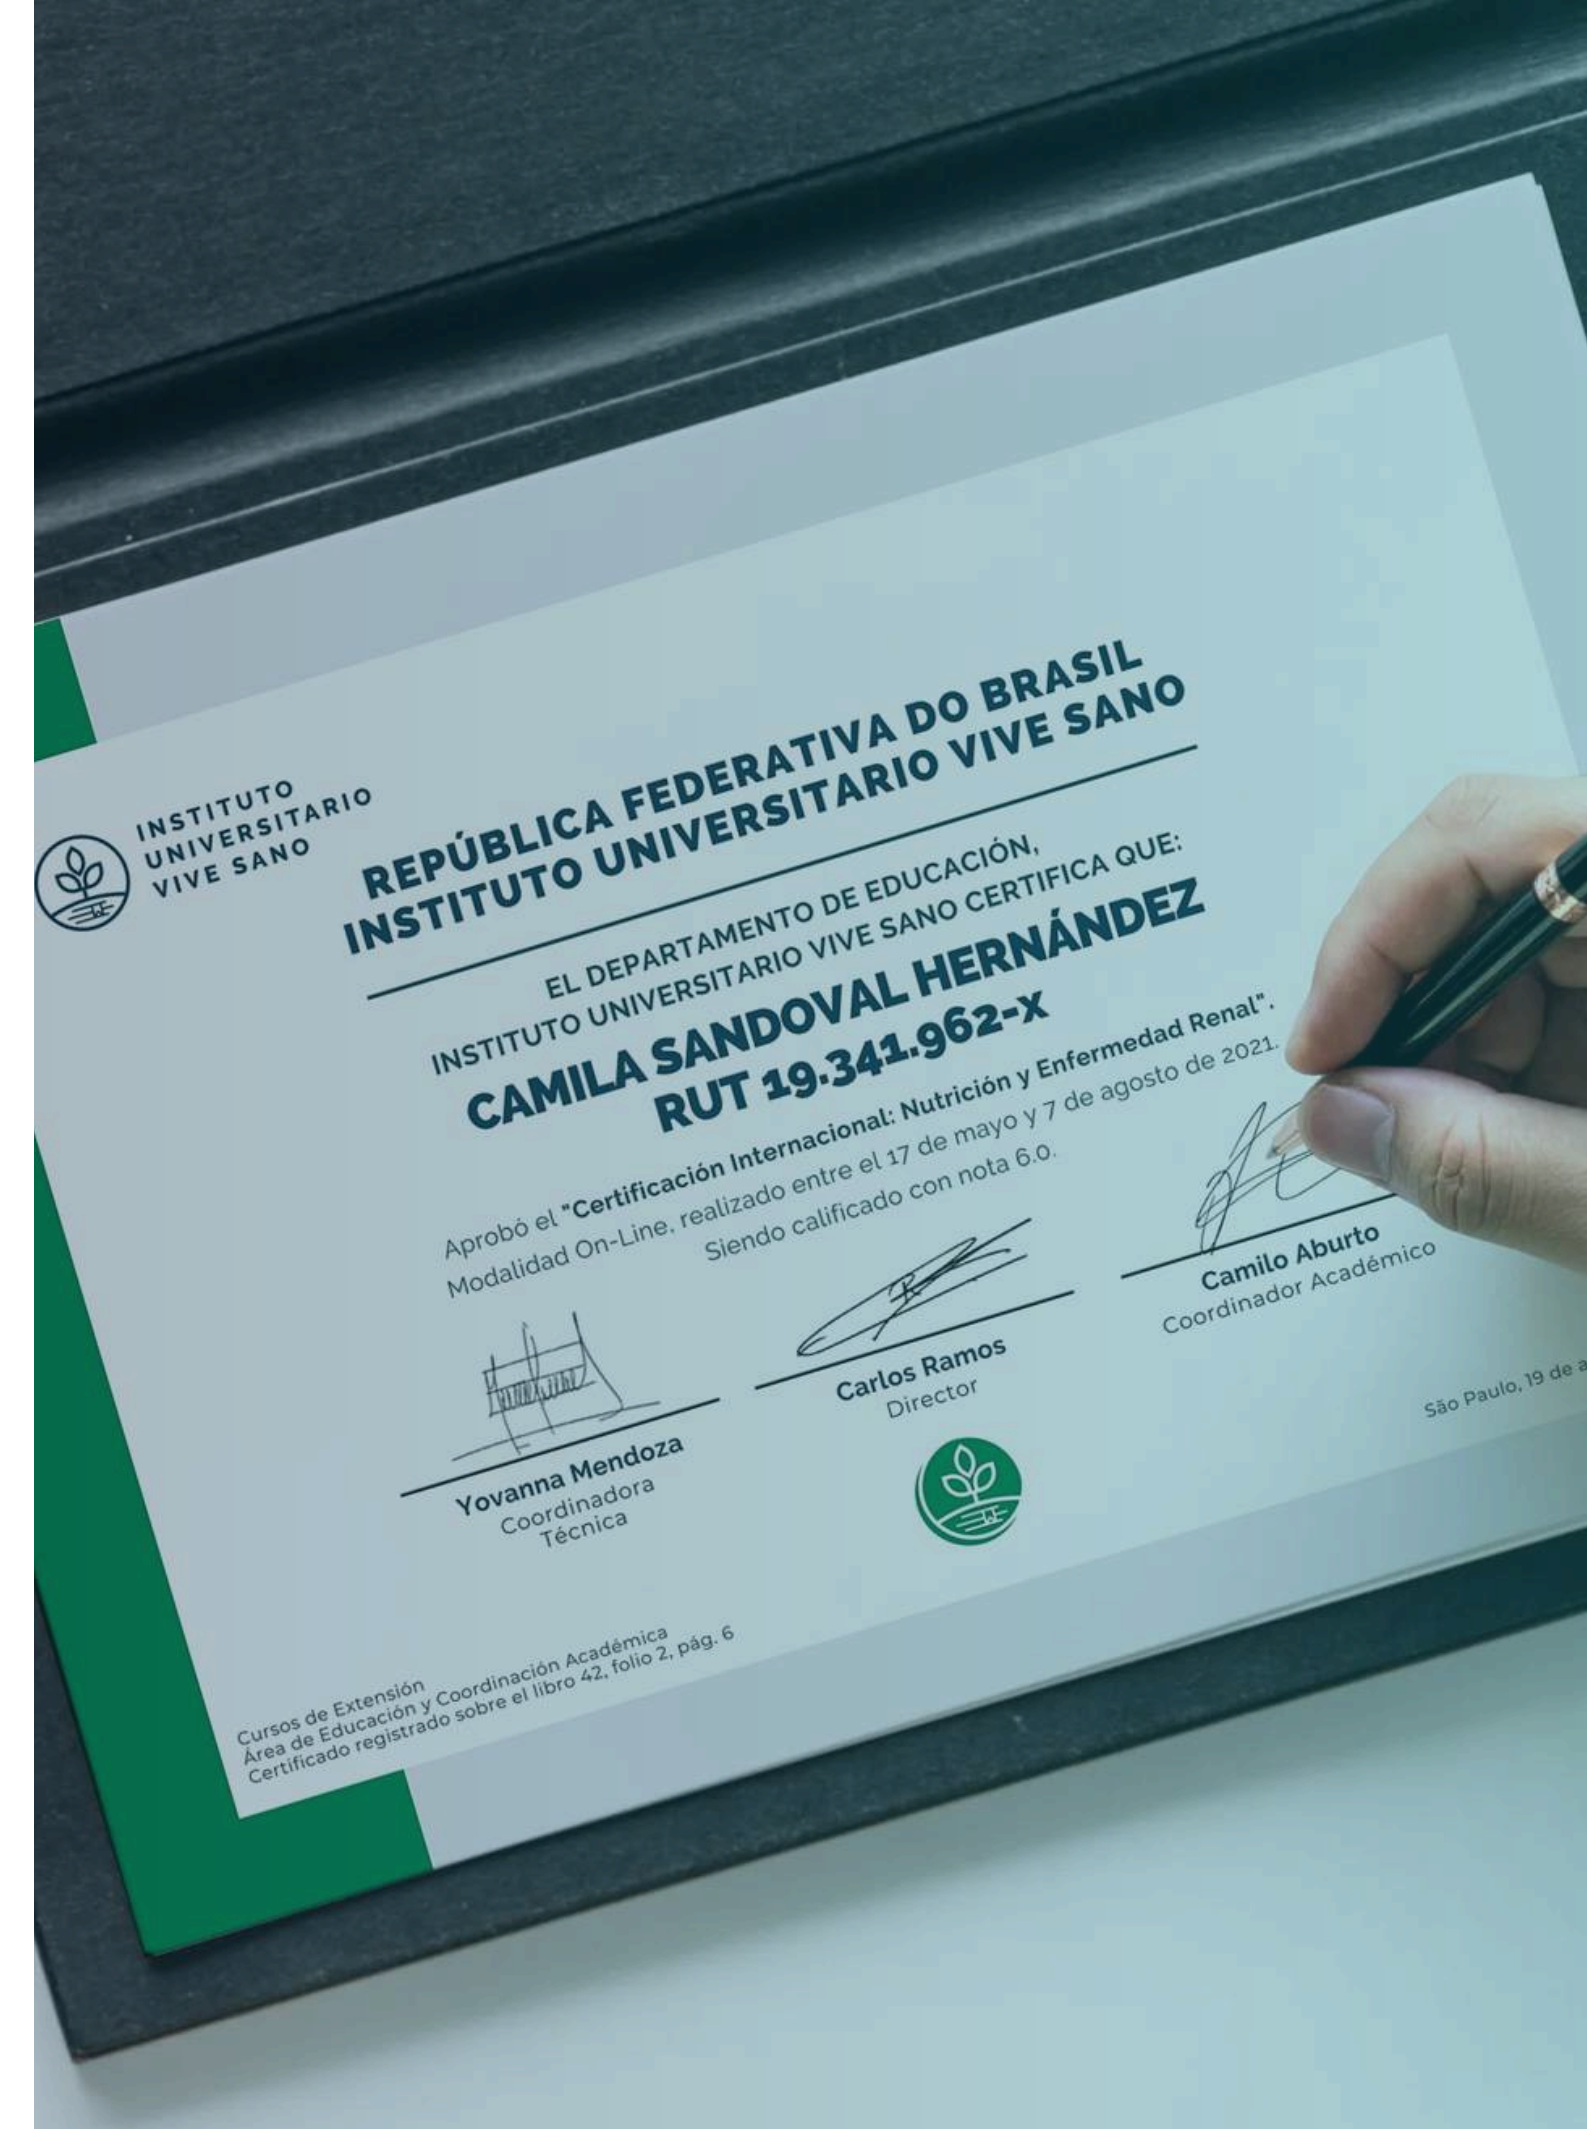 INSTITUTO
UNIVERSITARIO
VIVE SANO
REPÚBLICA FEDERATIVA DO BRASIL
INSTITUTO UNIVERSITARIO VIVE SANO
EL DEPARTAMENTO DE EDUCACIÓN,
INSTITUTO UNIVERSITARIO VIVE SANO CERTIFICA QUE:
CAMILA SANDOVAL HERNÁNDEZ
RUT 19.341.962-X
Aprobó el "Certificación Internacional: Nutrición y Enfermedad Renal".
Modalidad On-Line, realizado entre el 17 de mayo y 7 de agosto de 2021.
Siendo calificado con nota 6.0.
Yovanna Mendoza
Coordinadora
Técnica
Carlos Ramos
Director
Camilo Aburto
Coordinador Académico
São Paulo, 19 de a
Cursos de Extensión
Área de Educación y Coordinación Académica
Certificado registrado sobre el libro 42, folio 2, pág. 6